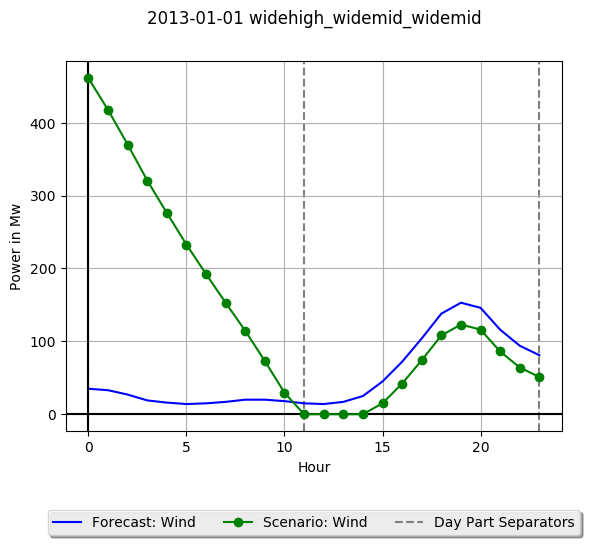 2013-01-01 widehigh_widemid_widemid
Power in Mw
400
300
200
100
0
0 5 10 15 20
Hour
Forecast: Wind Scenario: Wind Day Part Separators